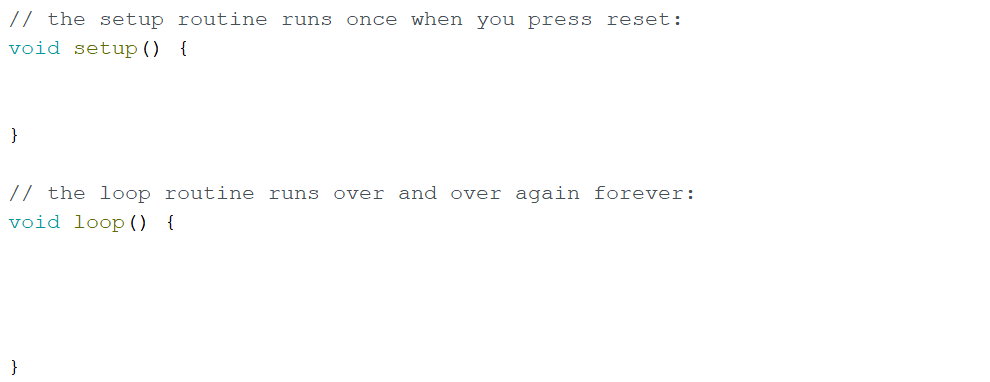 // the setup routine runs once when you press reset:
void setup() {
}
// the loop routine runs over and over again forever:
void loop() {
}